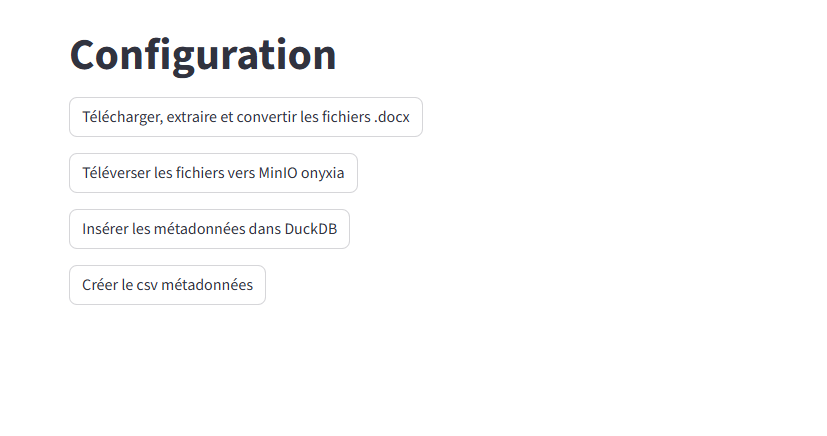 Configuration
Télécharger, extraire et convertir les fichiers .docx
Téléverser les fichiers vers MinIO onyxia
Insérer les métadonnées dans DuckDB
Créer le csv métadonnées